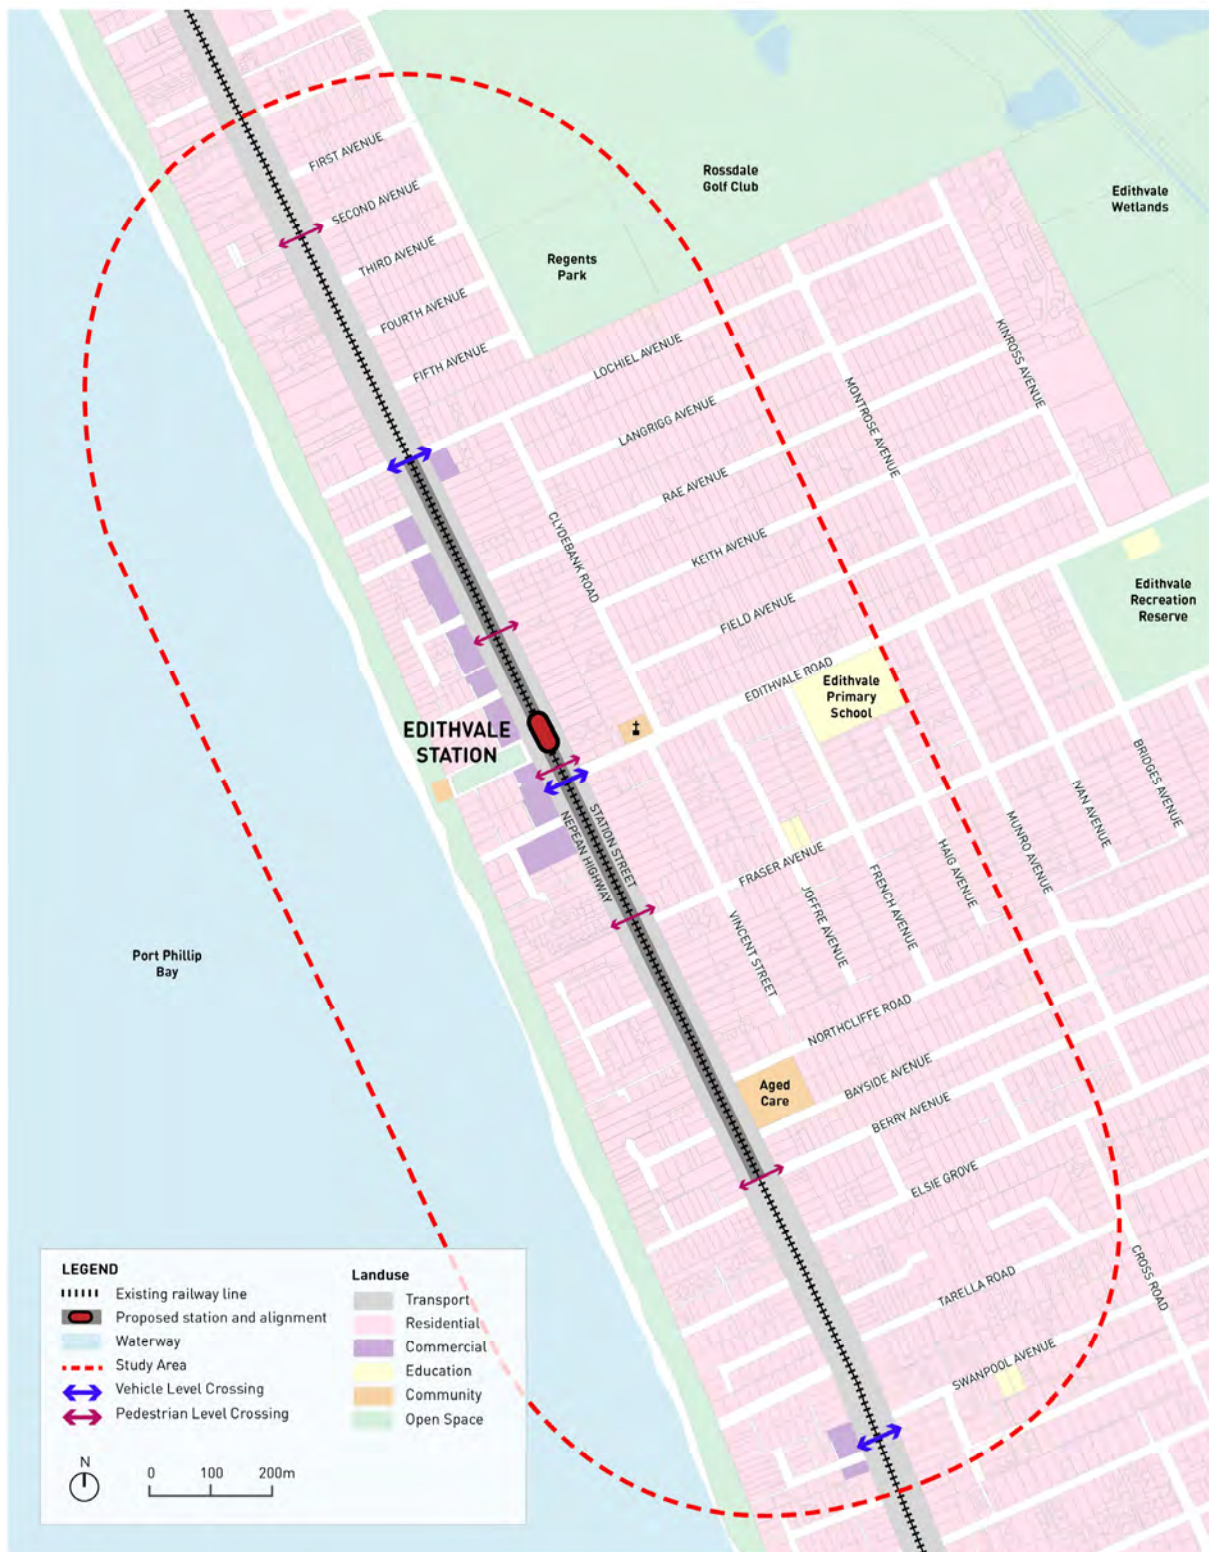 Rossdale
Golf Club
Edithvale
Wetlands
FIRST AVENUE
SECOND AVENUE
THIRD AVENUE
Regents
Park
FOURTH AVENUE
FIFTH AVENUE
LOCHIEL AVENUE
KINROSS AVENUE
MONTROSE AVENUE
LANGRIGG AVENUE
RAE AVENUE
CLYDEBANK ROAD
KEITH AVENUE
FIELD AVENUE
Edithvale
Recreation
Reserve
EDITHVALE ROAD
Edithvale
Primary
School
EDITHVALE
STATION
BRIDGES AVENUE
IVAN AVENUE
MUNRO AVENUE
HAIG AVENUE
STATION STREET
NEPEAN HIGHWAY
FRASER AVENUE
FRENCH AVENUE
JOFFRE AVENUE
VINCENT STREET
Port Phillip
Bay
NORTHCLIFFE ROAD
Aged
Care
BAYSIDE AVENUE
BERRY AVENUE
ELSIE GROVE
CROSS ROAD
TARELLA ROAD
SWANPOOL AVENUE
LEGEND
Existing railway line
Proposed station and alignment
Waterway
Study Area
Vehicle Level Crossing
Pedestrian Level Crossing
Landuse
Transport
Residential
Commercial
Education
Community
Open Space
N
0 100 200m